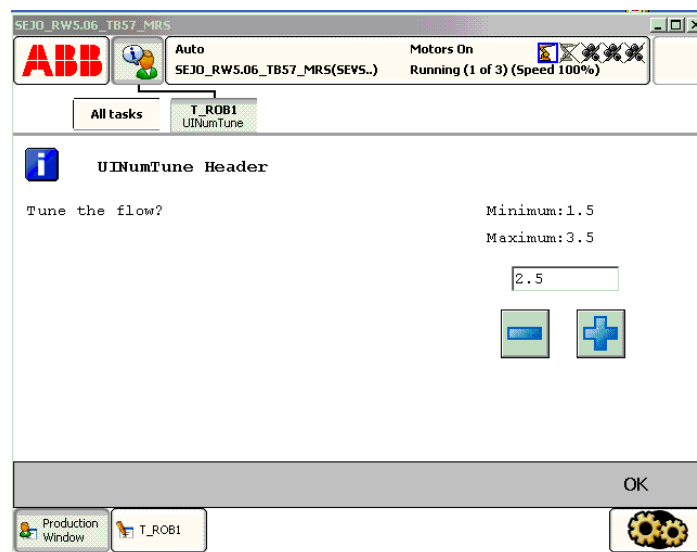 SEJO_RW5.06_TB57_MRS
ABB
Auto
SEJO_RW5.06_TB57_MRS(SEVS..)
Motors On
Running (1 of 3) (Speed 100%)
All tasks
T_ROB1
UINumTune
UINumTune Header
Tune the flow?
Minimum:1.5
Maximum:3.5
2.5
OK
Production
Window
T_ROB1